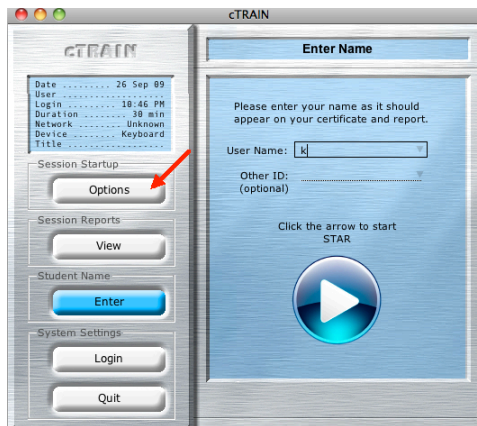 cTRAIN
cTRAIN
Enter Name
Date ......... 26 Sep 09
User ...................
Login ........ 10:46 PM
Duration ....... 30 min
Network ....... Unknown
Device ....... Keyboard
Title ..................
Session Startup
Options
Session Reports
View
Student Name
Enter
System Settings
Login
Quit
Please enter your name as it should
appear on your certificate and report.
User Name: k
Other ID:
(optional)
Click the arrow to start
STAR